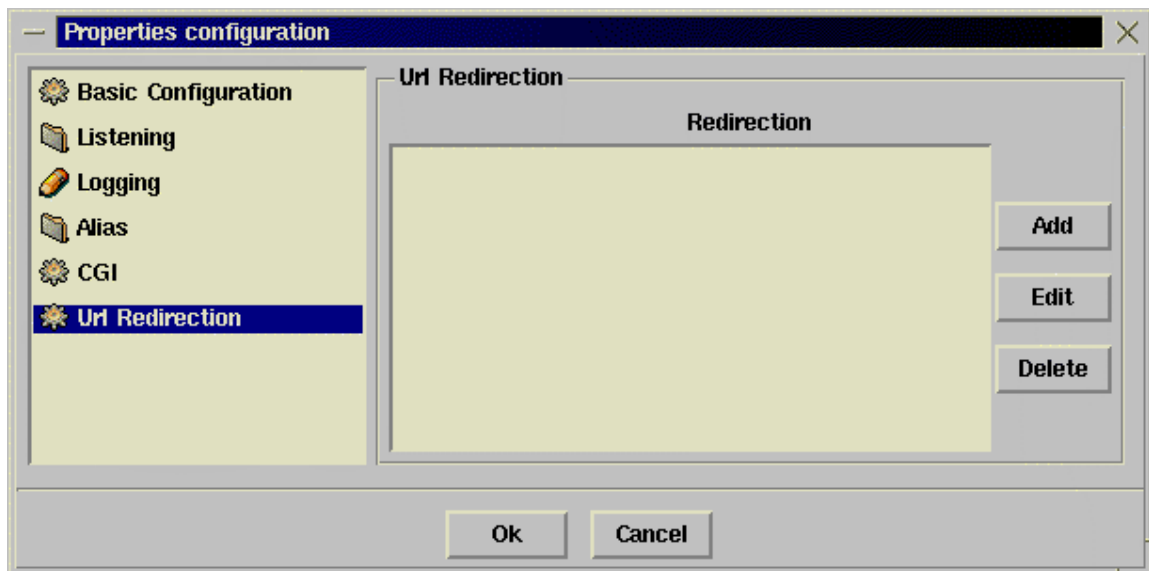 Properties configuration
Basic Configuration
Listening
Logging
Alias
CGI
Url Redirection
Url Redirection
Redirection
Add
Edit
Delete
Ok
Cancel